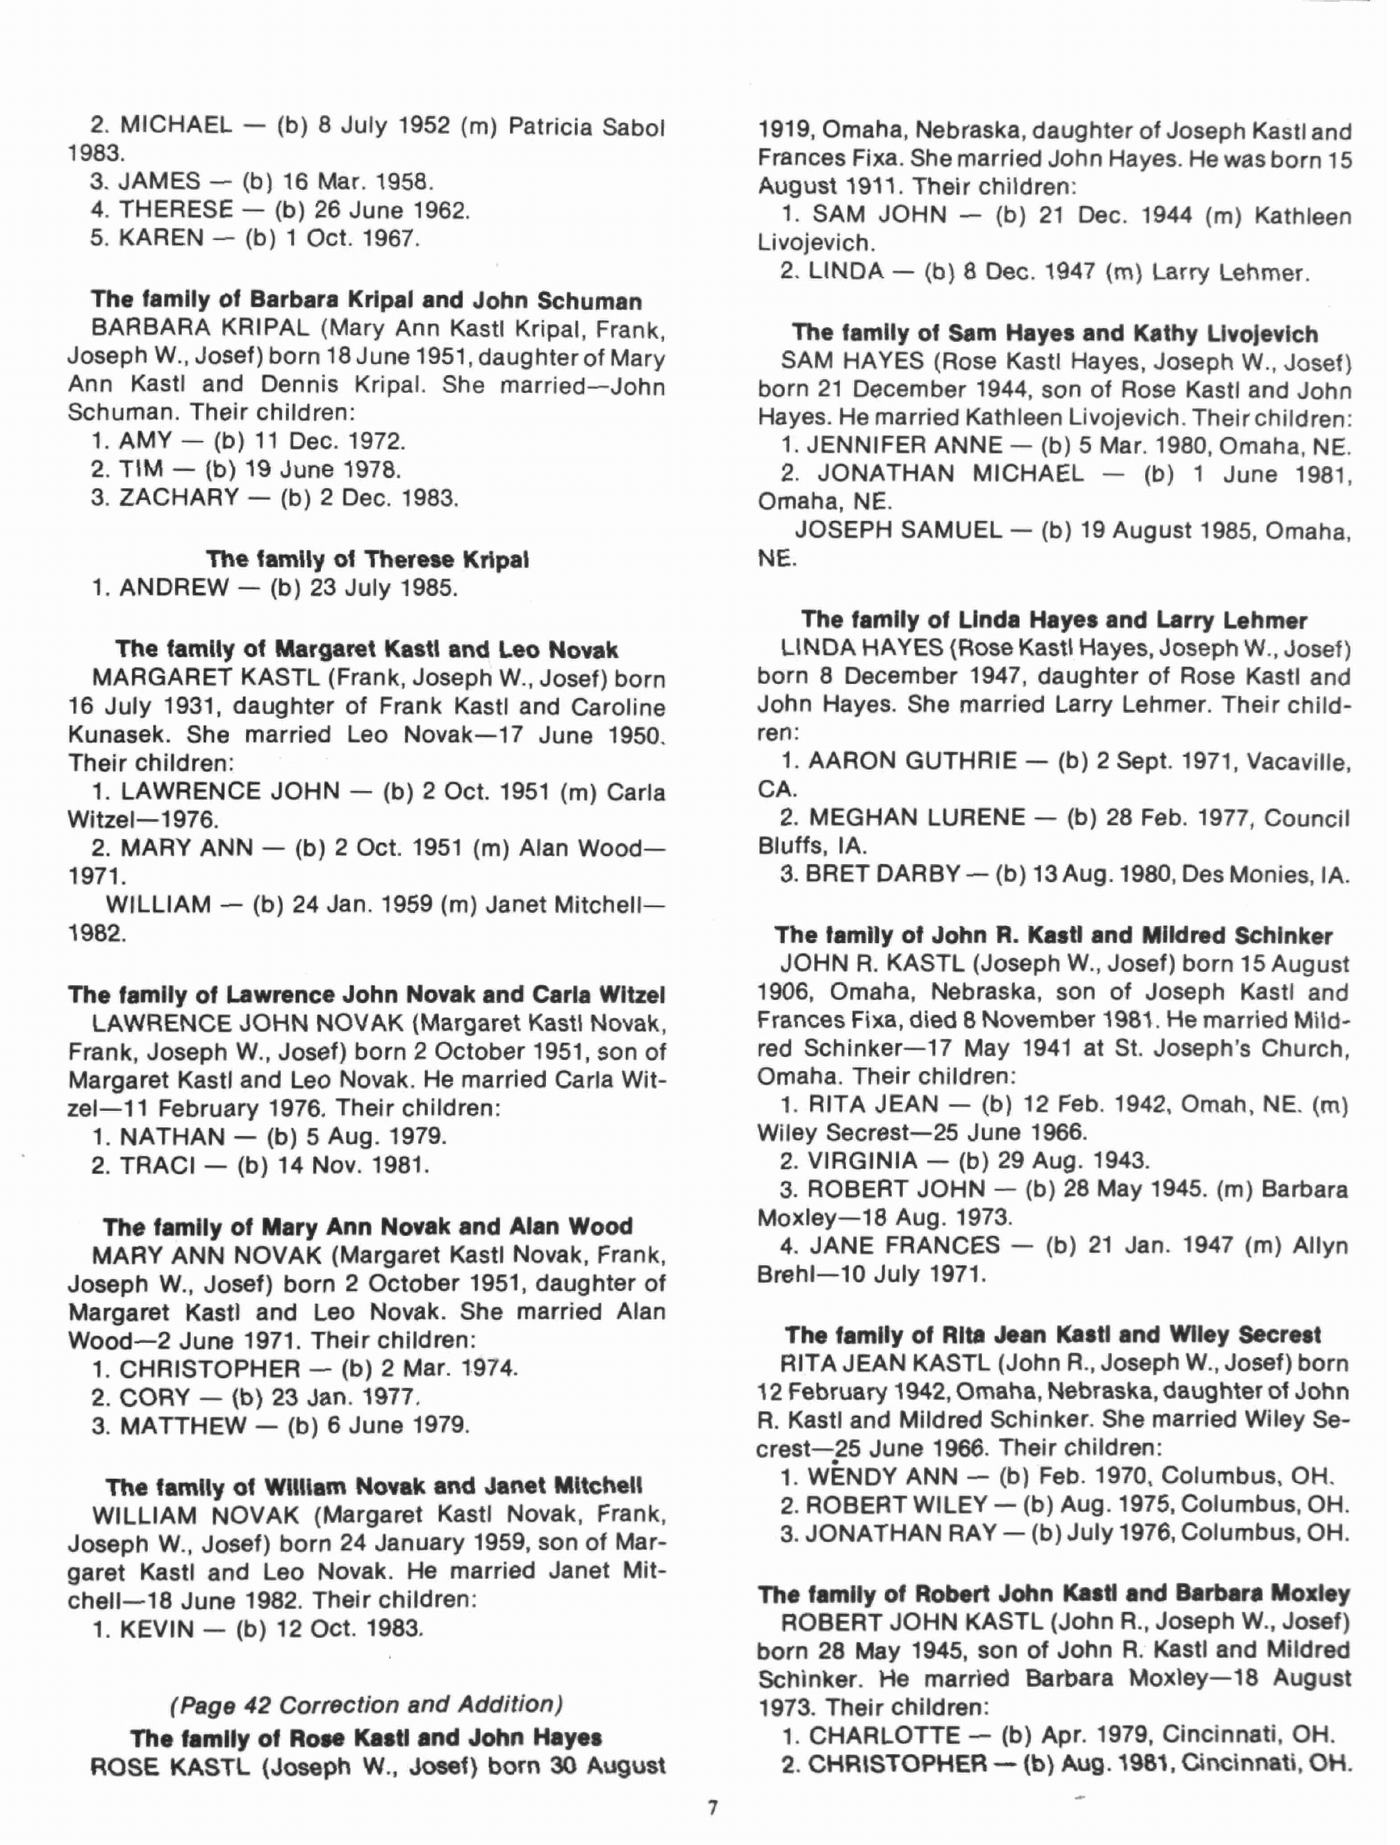 2. MICHAEL — (b) 8 July 1952 (m) Patricia Sabol
1983.
3. JAMES — (b) 16 Mar. 1958.
4. THERESE — (b) 26 June 1962.
5. KAREN — (b) 1 Oct. 1967.
The family of Barbara Kripal and John Schuman
BARBARA KRIPAL (Mary Ann Kastl Kripal, Frank,
Joseph W., Josef) born 18 June 1951, daughter of Mary
Ann Kastl and Dennis Kripal. She married—John
Schuman. Their children:
1. AMY — (b) 11 Dec. 1972.
2. TIM — (b) 19 June 1978.
3. ZACHARY — (b) 2 Dec. 1983.
The family of Therese Kripal
1. ANDREW — (b) 23 July 1985.
The family of Margaret Kastl and Leo Novak
MARGARET KASTL (Frank, Joseph W., Josef) born
16 July 1931, daughter of Frank Kastl and Caroline
Kunasek. She married Leo Novak—17 June 1950.
Their children:
1. LAWRENCE JOHN — (b) 2 Oct. 1951 (m) Carla
Witzel—1976.
2. MARY ANN — (b) 2 Oct. 1951 (m) Alan Wood—
1971.
WILLIAM — (b) 24 Jan. 1959 (m) Janet Mitchell—
1982.
The family of Lawrence John Novak and Carla Witzel
LAWRENCE JOHN NOVAK (Margaret Kastl Novak,
Frank, Joseph W., Josef) born 2 October 1951, son of
Margaret Kastl and Leo Novak. He married Carla Wit-
zel—11 February 1976. Their children:
1. NATHAN — (b) 5 Aug. 1979.
2. TRACI — (b) 14 Nov. 1981.
The family of Mary Ann Novak and Alan Wood
MARY ANN NOVAK (Margaret Kastl Novak, Frank,
Joseph W., Josef) born 2 October 1951, daughter of
Margaret Kastl and Leo Novak. She married Alan
Wood—2 June 1971. Their children:
1. CHRISTOPHER — (b) 2 Mar. 1974.
2. CORY — (b) 23 Jan. 1977.
3. MATTHEW — (b) 6 June 1979.
The family of William Novak and Janet Mitchell
WILLIAM NOVAK (Margaret Kastl Novak, Frank,
Joseph W., Josef) born 24 January 1959, son of Mar-
garet Kastl and Leo Novak. He married Janet Mit-
chell—18 June 1982. Their children:
1. KEVIN — (b) 12 Oct. 1983.
(Page 42 Correction and Addition)
The family of Rose Kastl and John Hayes
ROSE KASTL (Joseph W., Josef) born 30 August
1919, Omaha, Nebraska, daughter of Joseph Kastl and
Frances Fixa. She married John Hayes. He was born 15
August 1911. Their children:
1. SAM JOHN — (b) 21 Dec. 1944 (m) Kathleen
Livojevich.
2. LINDA — (b) 8 Dec. 1947 (m) Larry Lehmer.
The family of Sam Hayes and Kathy Livojevich
SAM HAYES (Rose Kastl Hayes, Joseph W., Josef)
born 21 December 1944, son of Rose Kastl and John
Hayes. He married Kathleen Livojevich. Their children:
1. JENNIFER ANNE — (b) 5 Mar. 1980, Omaha, NE.
2. JONATHAN MICHAEL — (b) 1 June 1981,
Omaha, NE.
JOSEPH SAMUEL — (b) 19 August 1985, Omaha,
NE.
The family of Linda Hayes and Larry Lehmer
LINDA HAYES (Rose Kastl Hayes, Joseph W., Josef)
born 8 December 1947, daughter of Rose Kastl and
John Hayes. She married Larry Lehmer. Their child-
ren:
1. AARON GUTHRIE — (b) 2 Sept. 1971, Vacaville,
CA.
2. MEGHAN LURENE — (b) 28 Feb. 1977, Council
Bluffs, IA.
3. BRET DARBY — (b) 13 Aug. 1980, Des Monies, IA.
The family of John R. Kastl and Mildred Schinker
JOHN R. KASTL (Joseph W., Josef) born 15 August
1906, Omaha, Nebraska, son of Joseph Kastl and
Frances Fixa, died 8 November 1981. He married Mild-
red Schinker—17 May 1941 at St. Joseph's Church,
Omaha. Their children:
1. RITA JEAN — (b) 12 Feb. 1942, Omah, NE. (m)
Wiley Secrest—25 June 1966.
2. VIRGINIA — (b) 29 Aug. 1943.
3. ROBERT JOHN — (b) 28 May 1945. (m) Barbara
Moxley—18 Aug. 1973.
4. JANE FRANCES — (b) 21 Jan. 1947 (m) Allyn
Brehl—10 July 1971.
The family of Rita Jean Kastl and Wiley Secrest
RITA JEAN KASTL (John R., Joseph W., Josef) born
12 February 1942, Omaha, Nebraska, daughter of John
R. Kastl and Mildred Schinker. She married Wiley Se-
crest—25 June 1966. Their children:
1. WENDY ANN — (b) Feb. 1970, Columbus, OH.
2. ROBERT WILEY — (b) Aug. 1975, Columbus, OH.
3. JONATHAN RAY — (b) July 1976, Columbus, OH.
The family of Robert John Kastl and Barbara Moxley
ROBERT JOHN KASTL (John R., Joseph W., Josef)
born 28 May 1945, son of John R. Kastl and Mildred
Schinker. He married Barbara Moxley—18 August
1973. Their children:
1. CHARLOTTE — (b) Apr. 1979, Cincinnati, OH.
2. CHRISTOPHER — (b) Aug. 1981, Cincinnati, OH.
7